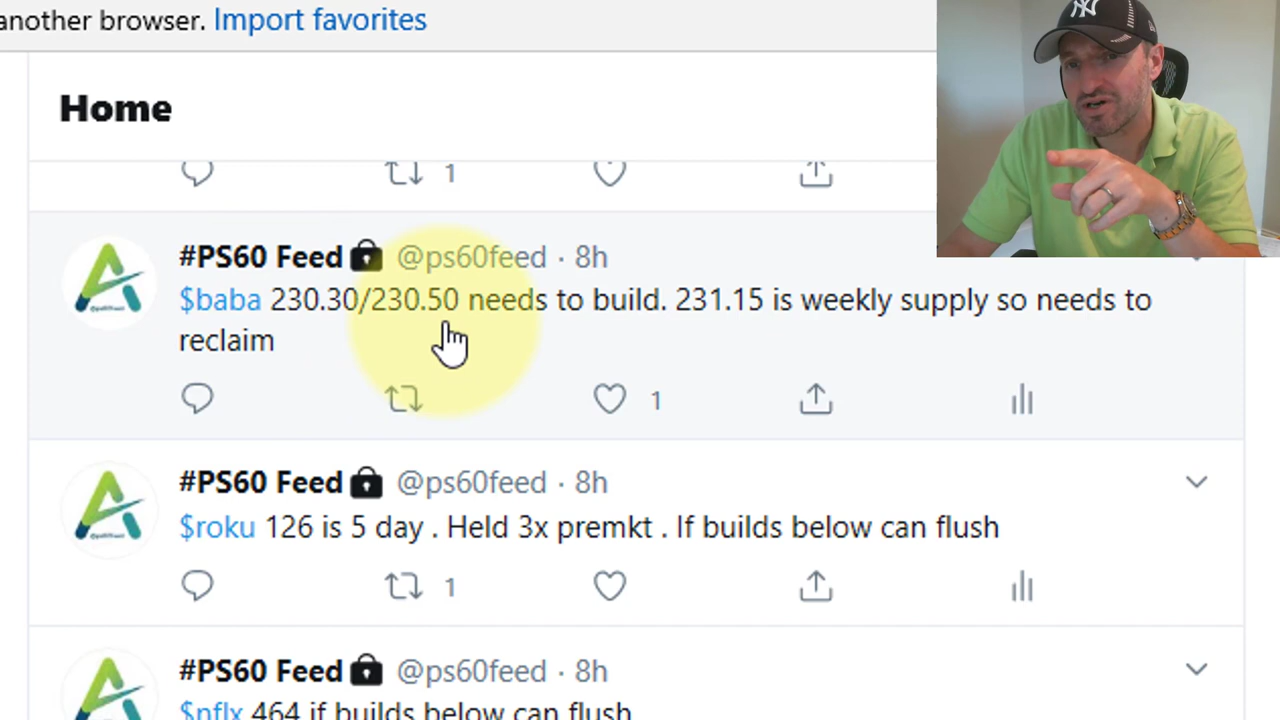 another browser. Import favorites
Home
1
#PS60 Feed @ps60feed · 8h
$baba 230.30/230.50 needs to build. 231.15 is weekly supply so needs to
reclaim
1
#PS60 Feed @ps60feed · 8h
$roku 126 is 5 day . Held 3x premkt . If builds below can flush
1
#PS60 Feed @ps60feed · 8h
$nflx 464 if builds below can flush